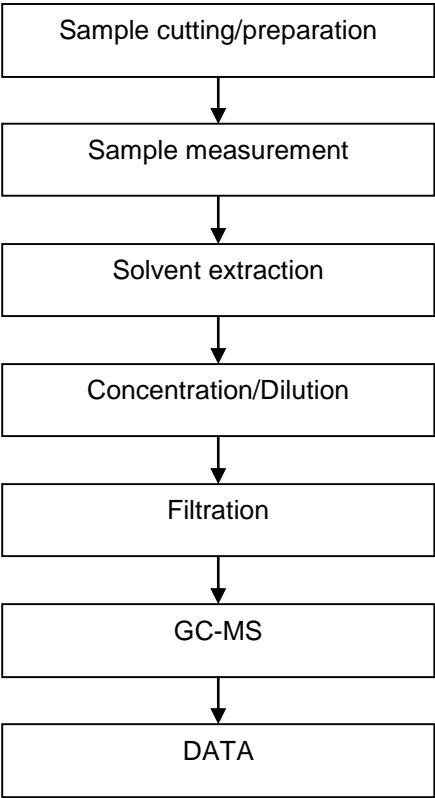 Sample cutting/preparation
Sample measurement
Solvent extraction
Concentration/Dilution
Filtration
GC-MS
DATA